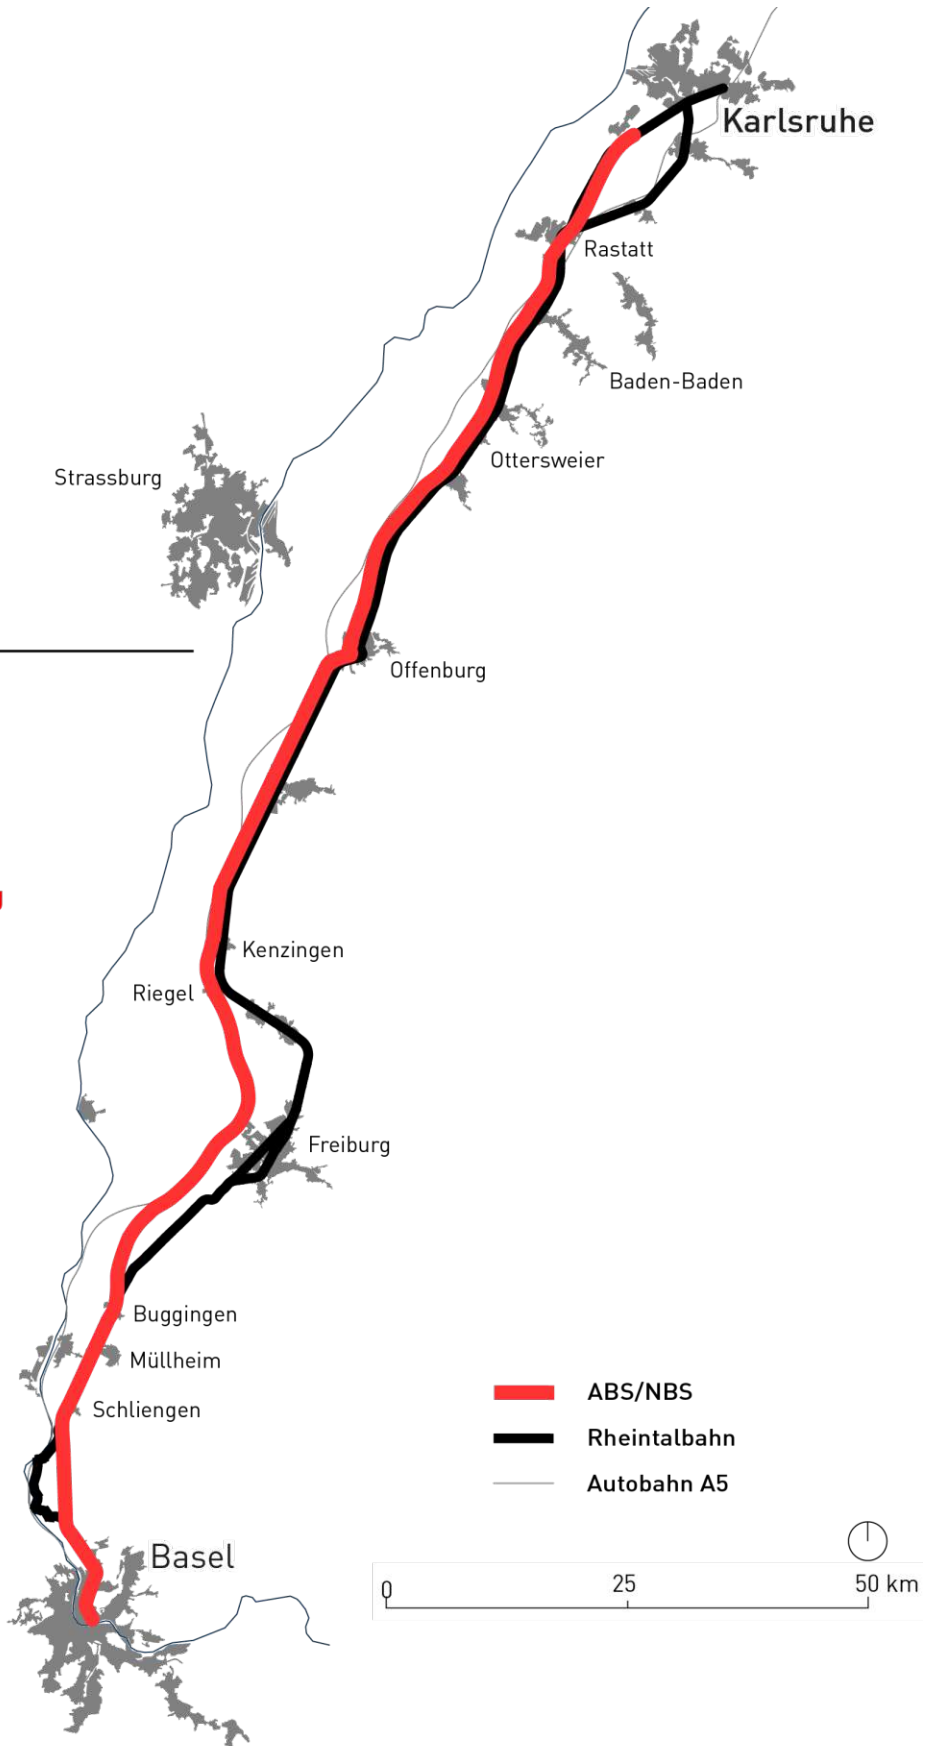 Karlsruhe
Rastatt
Baden-Baden
Ottersweier
Strassburg
Offenburg
Kenzingen
Riegel
Freiburg
Buggingen
Müllheim
Schliengen
ABS/NBS
Rheintalbahn
Autobahn A5
Basel
0 25 50 km